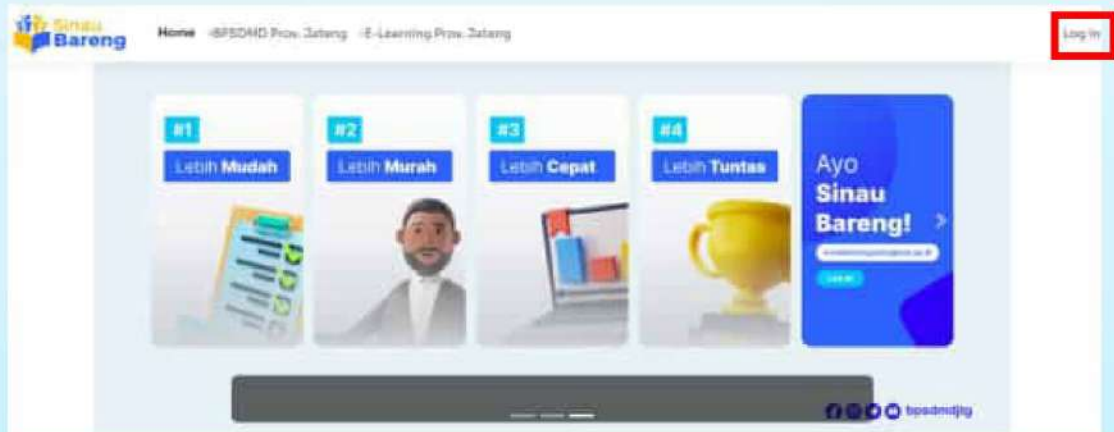 Sinau
Bareng
Home BPSDMD Prov. Jateng E-Learning Prov. Jateng
Log in
#1
Lebih Mudah
#2
Lebih Murah
#3
Lebih Cepat
#4
Lebih Tuntas
Ayo
Sinau
Bareng!
bpsdmdjtg